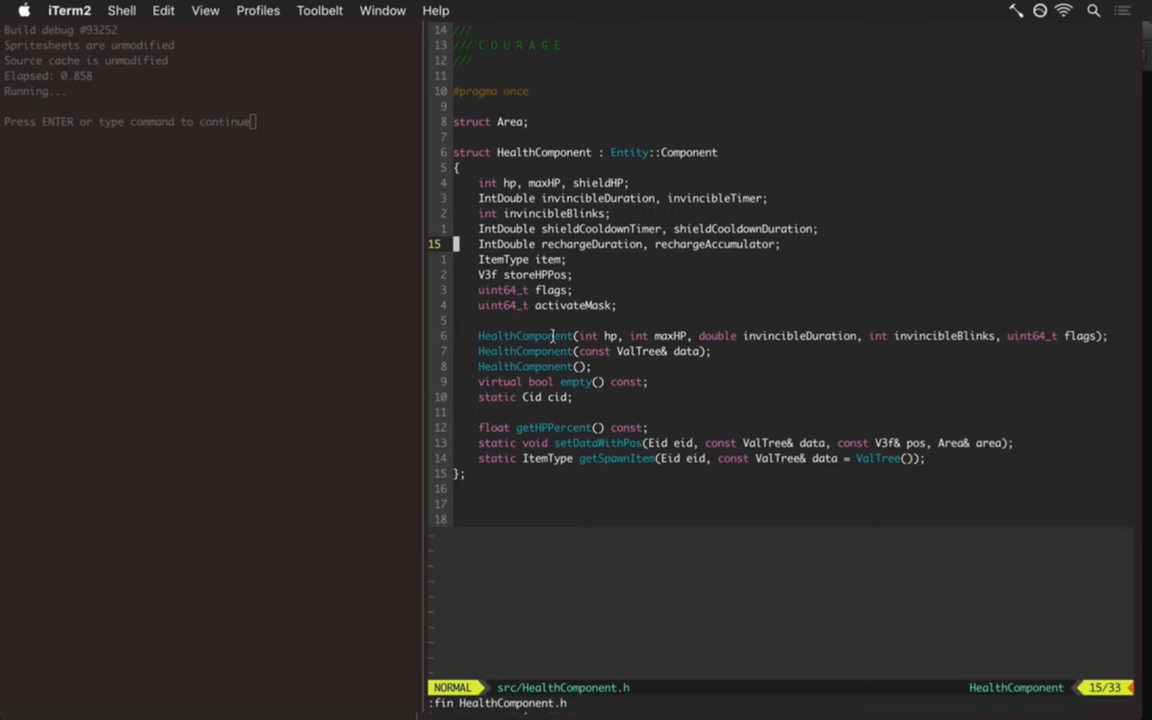 iTerm2 Shell Edit View Profiles Toolbelt Window Help
Build debug #93252
Spritesheets are unmodified
Source cache is unmodified
Elapsed: 0.858
Running...
Press ENTER or type command to continue
14 ///
13 /// C O U R A G E
12 ///
11
10 #pragma once
9
8 struct Area;
7
6 struct HealthComponent : Entity::Component
5 {
4 int hp, maxHP, shieldHP;
3 IntDouble invincibleDuration, invincibleTimer;
2 int invincibleBlinks;
1 IntDouble shieldCooldownTimer, shieldCooldownDuration;
15 IntDouble rechargeDuration, rechargeAccumulator;
1 ItemType item;
2 V3f storeHPPos;
3 uint64_t flags;
4 uint64_t activateMask;
5
6 HealthComponent(int hp, int maxHP, double invincibleDuration, int invincibleBlinks, uint64_t flags);
7 HealthComponent(const ValTree& data);
8 HealthComponent();
9 virtual bool empty() const;
10 static Cid cid;
11
12 float getHPPercent() const;
13 static void setDataWithPos(Eid eid, const ValTree& data, const V3f& pos, Area& area);
14 static ItemType getSpawnItem(Eid eid, const ValTree& data = ValTree());
15 };
16
17
18
~
~
~
~
~
~
~
~
~
~
NORMAL src/HealthComponent.h HealthComponent 15/33
:fin HealthComponent.h